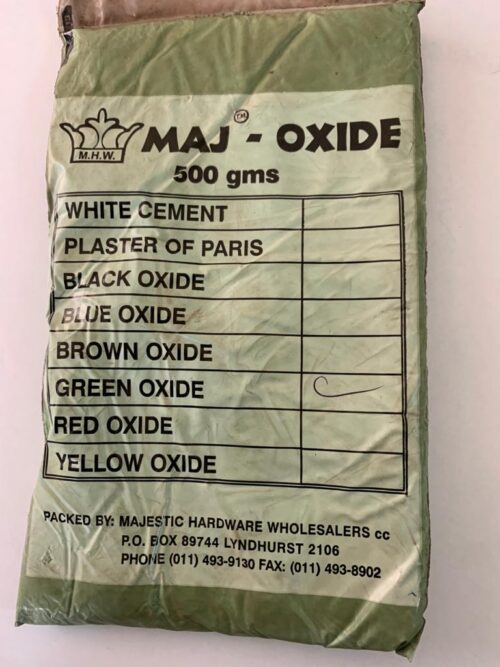 M.H.W. MAJ™ - OXIDE
500 gms
WHITE CEMENT
PLASTER OF PARIS
BLACK OXIDE
BLUE OXIDE
BROWN OXIDE
GREEN OXIDE
RED OXIDE
YELLOW OXIDE
PACKED BY: MAJESTIC HARDWARE WHOLESALERS cc
P.O. BOX 89744 LYNDHURST 2106
PHONE (011) 493-9130 FAX: (011) 493-8902